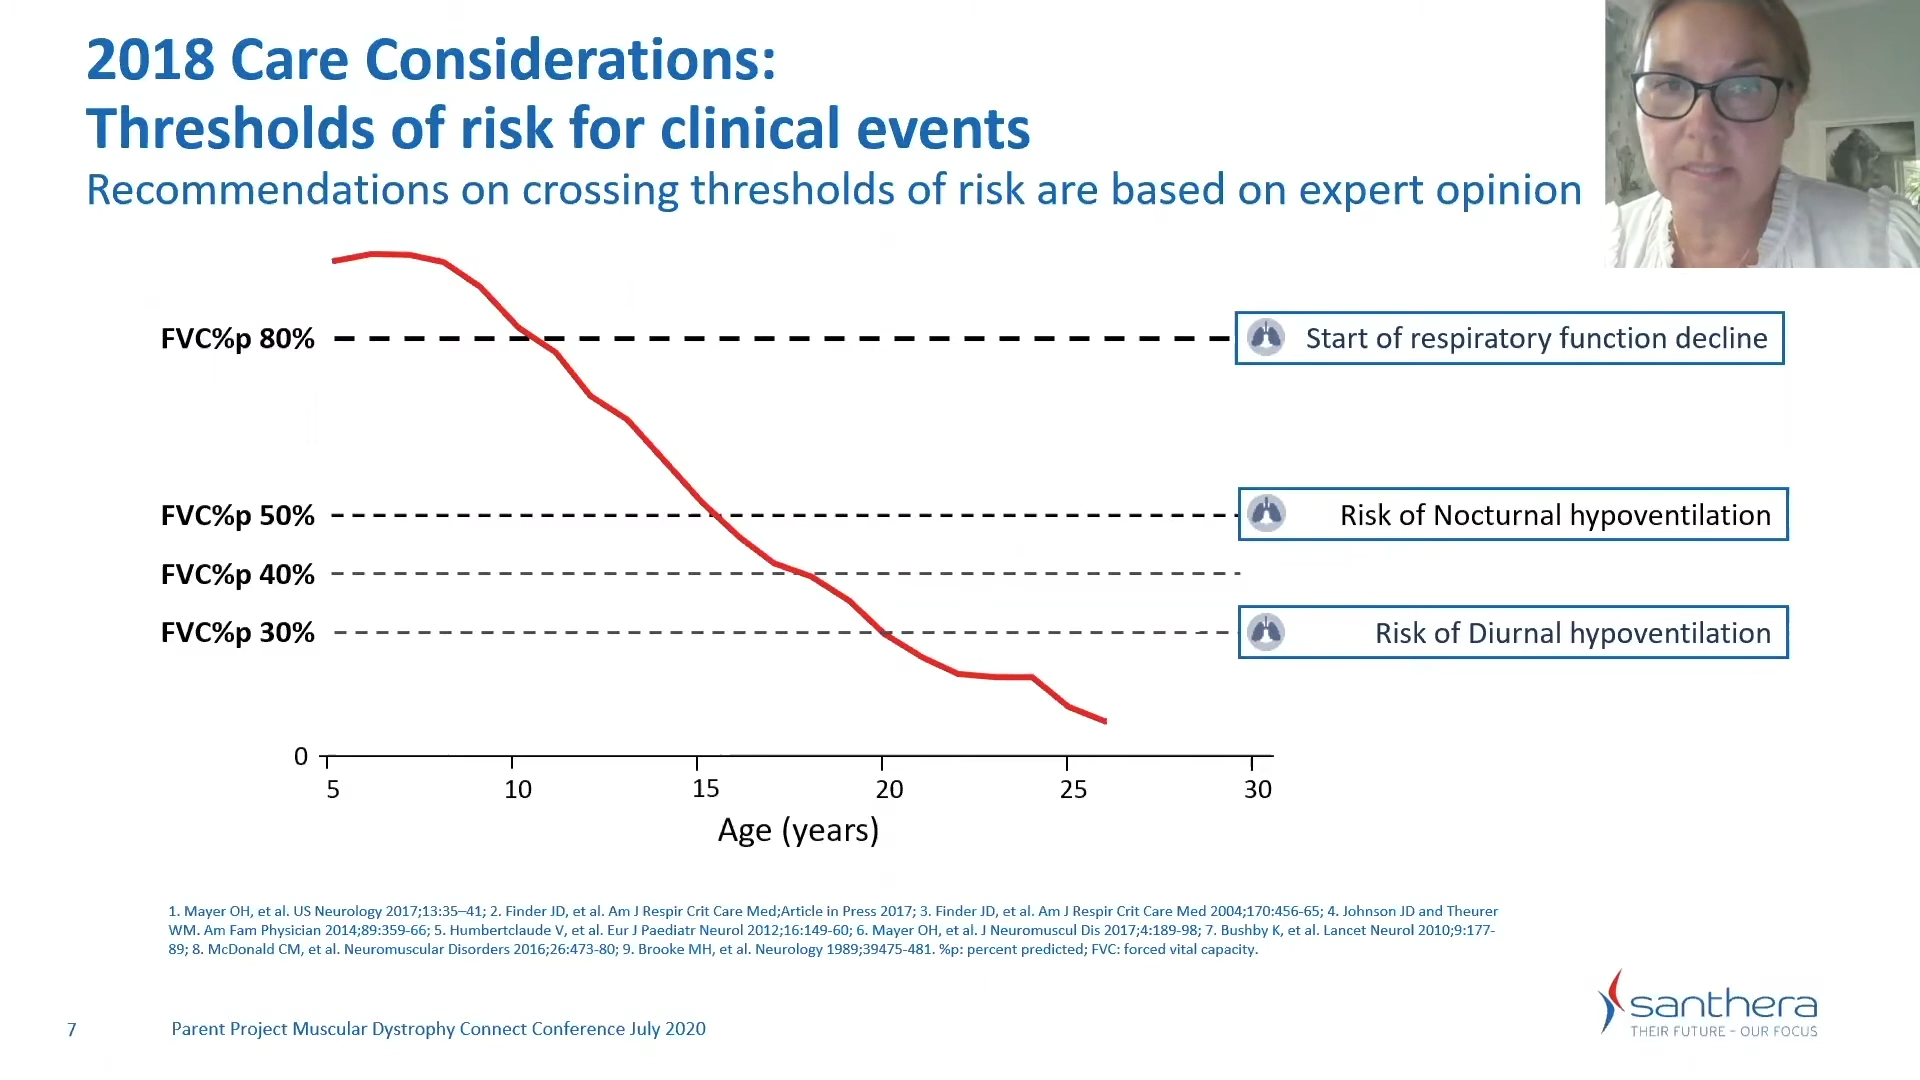 2018 Care Considerations:
Thresholds of risk for clinical events
Recommendations on crossing thresholds of risk are based on expert opinion
FVC%p 80%
Start of respiratory function decline
FVC%p 50%
Risk of Nocturnal hypoventilation
FVC%p 40%
FVC%p 30%
Risk of Diurnal hypoventilation
0
5 10 15 20 25 30
Age (years)
1. Mayer OH, et al. US Neurology 2017;13:35–41; 2. Finder JD, et al. Am J Respir Crit Care Med;Article in Press 2017; 3. Finder JD, et al. Am J Respir Crit Care Med 2004;170:456-65; 4. Johnson JD and Theurer
WM. Am Fam Physician 2014;89:359-66; 5. Humbertclaude V, et al. Eur J Paediatr Neurol 2012;16:149-60; 6. Mayer OH, et al. J Neuromuscul Dis 2017;4:189-98; 7. Bushby K, et al. Lancet Neurol 2010;9:177-
89; 8. McDonald CM, et al. Neuromuscular Disorders 2016;26:473-80; 9. Brooke MH, et al. Neurology 1989;39475-481. %p: percent predicted; FVC: forced vital capacity.
santhera
THEIR FUTURE – OUR FOCUS
7
Parent Project Muscular Dystrophy Connect Conference July 2020